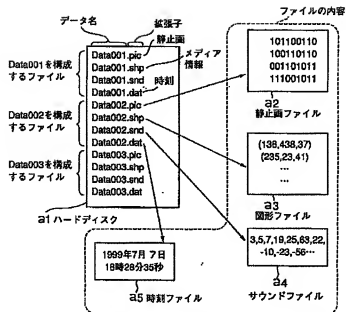 データ名
拡張子
ファイルの内容
静止画
Data001を構成
するファイル
Data001.pic
Data001.shp
メディア
情報
Data001.snd
時刻
Data001.dat
Data002を構成
するファイル
Data002.pic
Data002.shp
Data002.snd
Data002.dat
Data003を構成
するファイル
Data003.pic
Data003.shp
Data003.snd
Data003.dat
a1 ハードディスク
101100110
100110110
001101011
111001011
a2
静止画ファイル
(138,438,37)
(235,23,41)
...
...
a3
図形ファイル
3,5,7,19,25,63,22,
-10,-23,-56…
a4
サウンドファイル
1999年7月 7日
18時28分35秒
a5 時刻ファイル